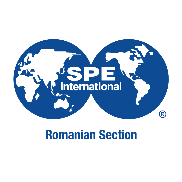 SPE
International
®
Romanian Section